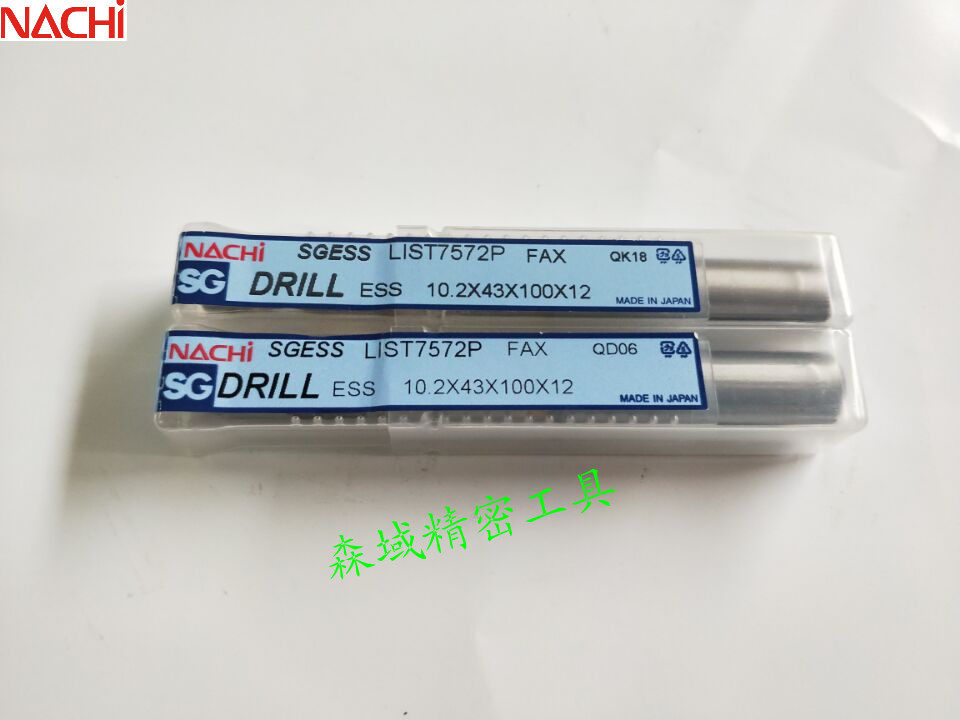 NACHi
NACHi SGESS LIST7572P FAX QK18
SG DRILL ESS 10.2X43X100X12
MADE IN JAPAN
NACHi SGESS LIST7572P FAX QD06
SG DRILL ESS 10.2X43X100X12
MADE IN JAPAN
森域精密工具